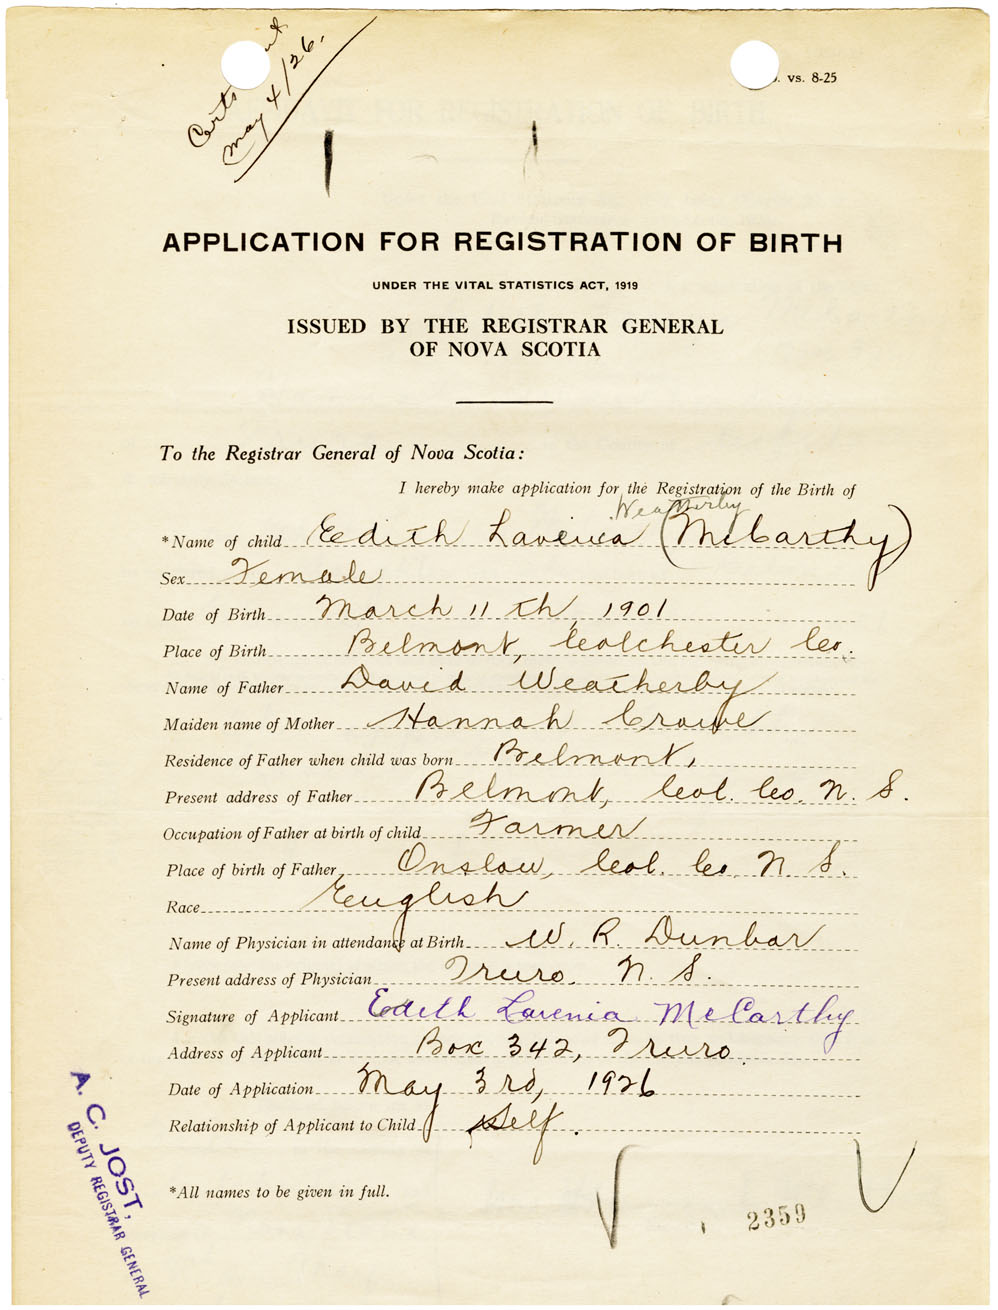 Certs
May 4/26.
vs. 8-25
APPLICATION FOR REGISTRATION OF BIRTH
UNDER THE VITAL STATISTICS ACT, 1919
ISSUED BY THE REGISTRAR GENERAL
OF NOVA SCOTIA
To the Registrar General of Nova Scotia:
I hereby make application for the Registration of the Birth of
Weatherby
*Name of child Edith Lavenia (McCarthy)
Sex Female
Date of Birth March 11th, 1901
Place of Birth Belmont, Colchester Co.
Name of Father David Weatherby
Maiden name of Mother Hannah Crowe
Residence of Father when child was born Belmont,
Present address of Father Belmont, Col. Co. N. S.
Occupation of Father at birth of child Farmer
Place of birth of Father Onslow, Col. Co. N. S.
Race English
Name of Physician in attendance at Birth W. R. Dunbar
Present address of Physician Truro, N. S.
Signature of Applicant Edith Lavenia McCarthy
Address of Applicant Box 342, Truro
Date of Application May 3rd, 1926
Relationship of Applicant to Child Self.
*All names to be given in full.
A. C. JOST,
DEPUTY REGISTRAR GENERAL
2359